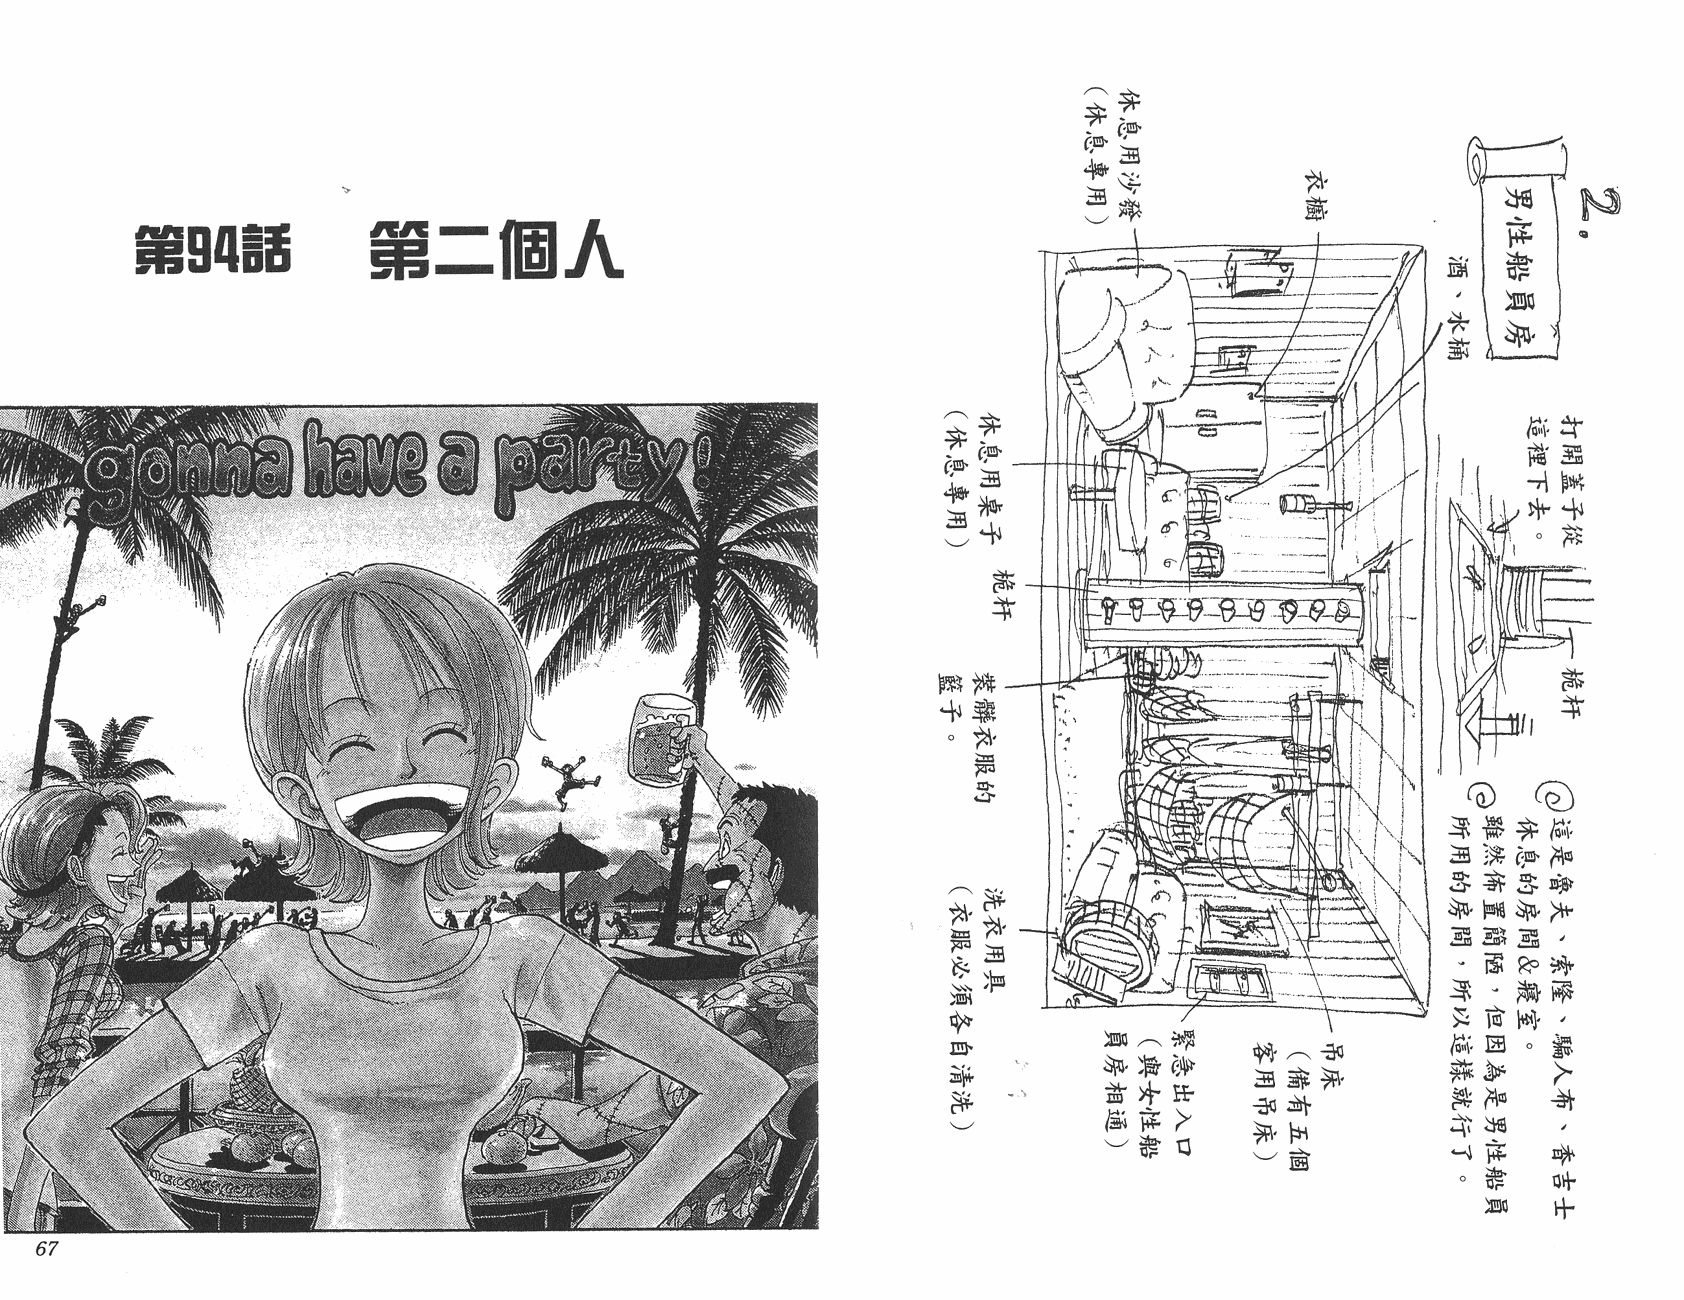 2.
男性船員房
打開蓋子從
這裡下去。
桅杆
這是魯夫、索隆、騙人布、香吉士
休息的房間&寢室。
雖然佈置簡陋,但因為是男性船員
所用的房間,所以這樣就行了。
酒、水桶
衣櫥
休息用沙發
(休息專用)
休息用桌子
(休息專用)
桅杆
裝髒衣服的
籃子。
洗衣用具
(衣服必須各自清洗)
吊床
(備有五個
客用吊床)
緊急出入口
(與女性船
員房相通)
第94話 第二個人
gonna have a party!
67